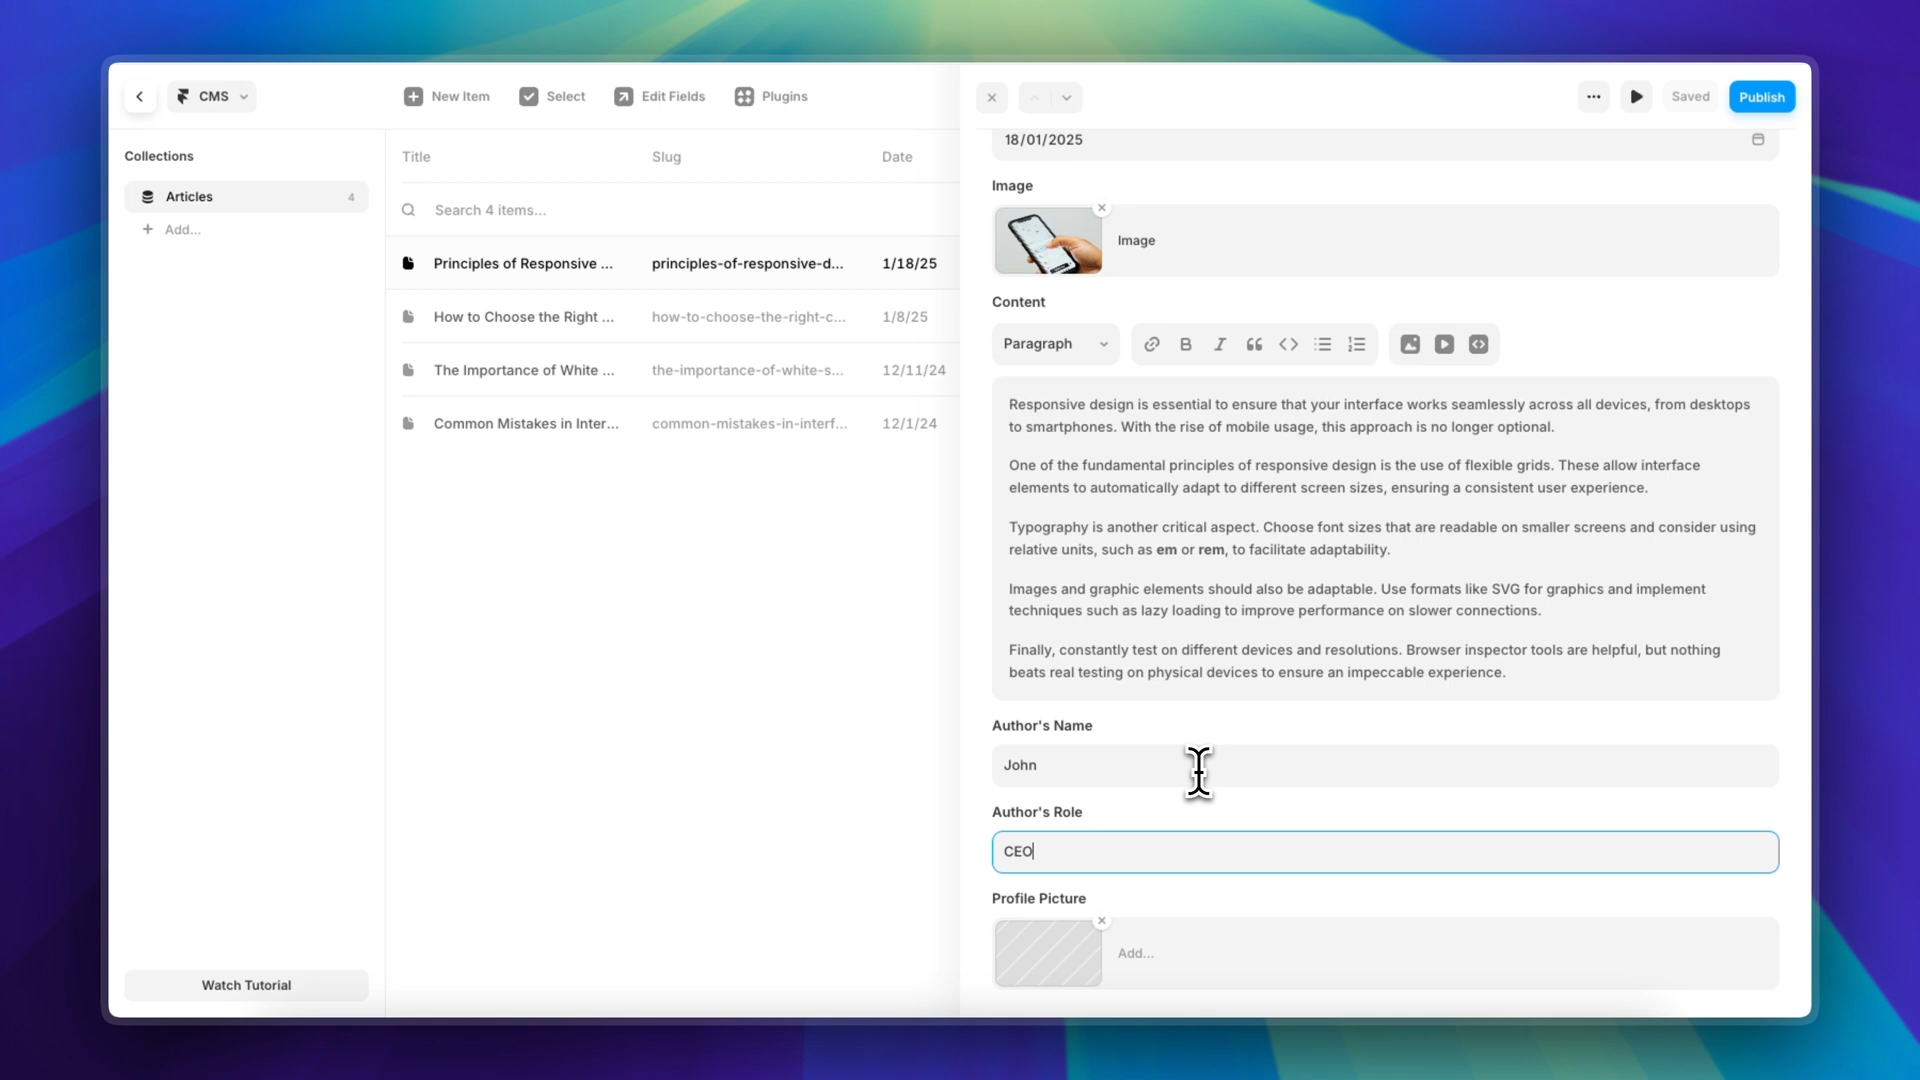 CMS
New Item
Select
Edit Fields
Plugins
Saved
Publish
Collections
Articles
4
Add...
Watch Tutorial
Title
Slug
Date
Search 4 items...
Principles of Responsive ...
principles-of-responsive-d...
1/18/25
How to Choose the Right ...
how-to-choose-the-right-c...
1/8/25
The Importance of White ...
the-importance-of-white-s...
12/11/24
Common Mistakes in Inter...
common-mistakes-in-interf...
12/1/24
18/01/2025
Image
Image
Content
Paragraph
B
I
Responsive design is essential to ensure that your interface works seamlessly across all devices, from desktops
to smartphones. With the rise of mobile usage, this approach is no longer optional.
One of the fundamental principles of responsive design is the use of flexible grids. These allow interface
elements to automatically adapt to different screen sizes, ensuring a consistent user experience.
Typography is another critical aspect. Choose font sizes that are readable on smaller screens and consider using
relative units, such as em or rem, to facilitate adaptability.
Images and graphic elements should also be adaptable. Use formats like SVG for graphics and implement
techniques such as lazy loading to improve performance on slower connections.
Finally, constantly test on different devices and resolutions. Browser inspector tools are helpful, but nothing
beats real testing on physical devices to ensure an impeccable experience.
Author's Name
John
Author's Role
CEO
Profile Picture
Add...